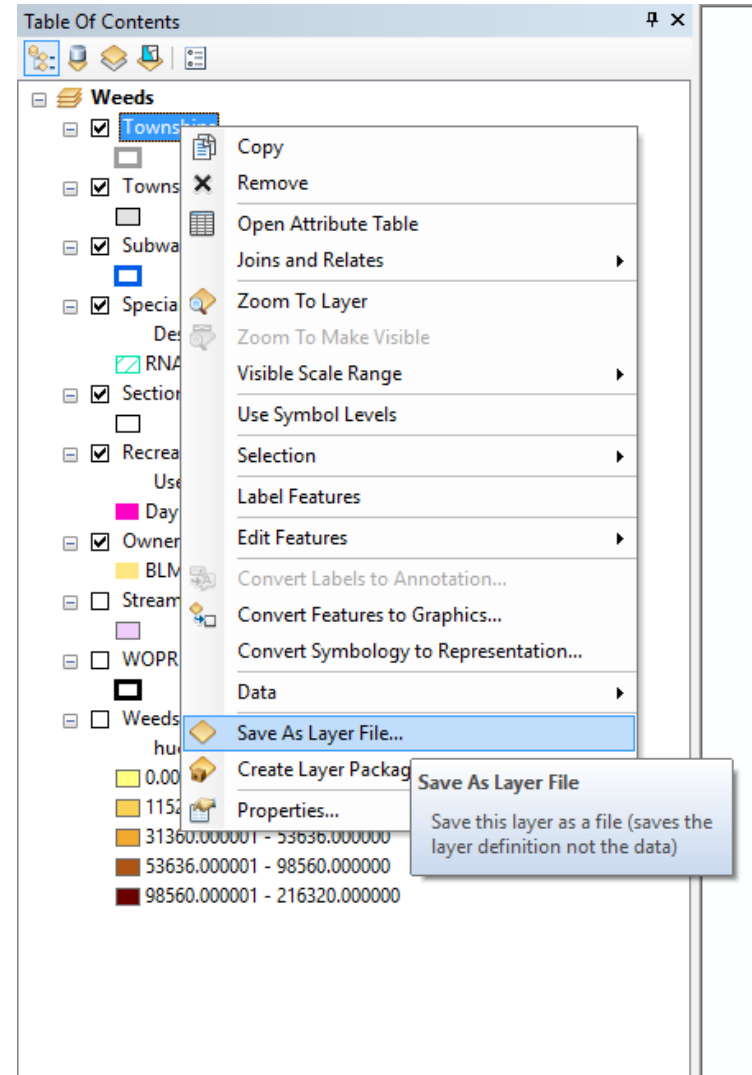 Table Of Contents
Weeds
Townships
Copy
Remove
Towns
Open Attribute Table
Subwa
Joins and Relates
Zoom To Layer
Specia
Des
Zoom To Make Visible
RNA
Visible Scale Range
Section
Use Symbol Levels
Recrea
Selection
Use
Label Features
Day
Owner
Edit Features
BLM
Convert Labels to Annotation...
Stream
Convert Features to Graphics...
WOPR
Convert Symbology to Representation...
Data
Weeds
Save As Layer File...
hu
0.00
Create Layer Packag
Save As Layer File
1152
Properties...
Save this layer as a file (saves the
layer definition not the data)
31360.000001 - 53636.000000
53636.000001 - 98560.000000
98560.000001 - 216320.000000